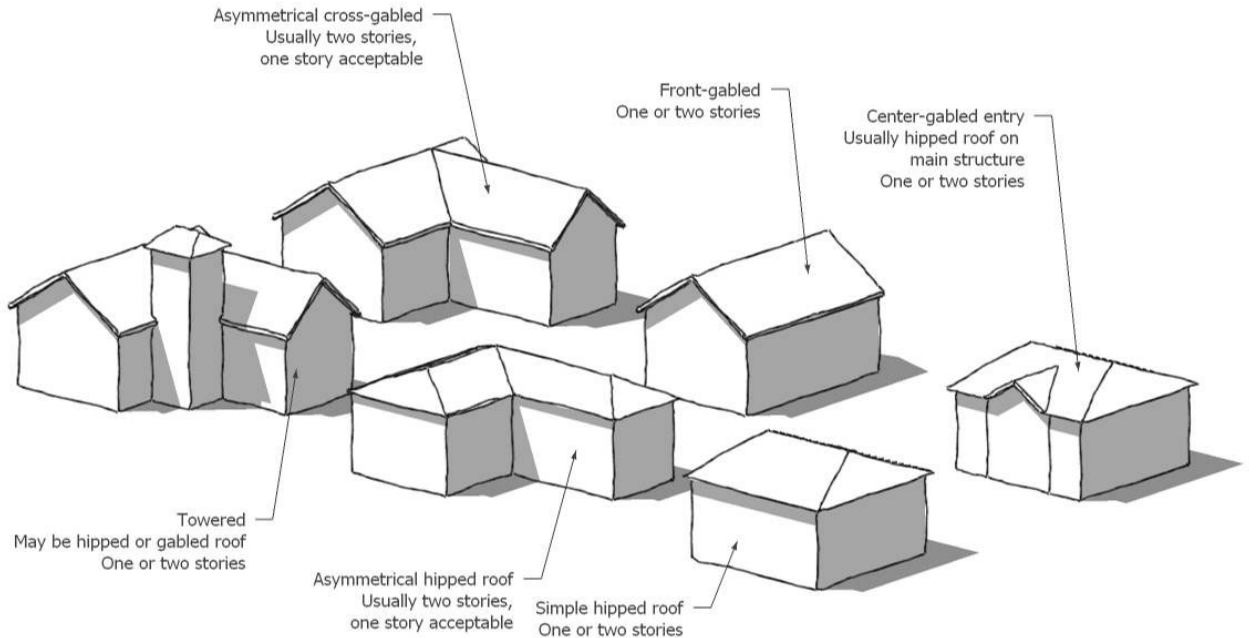 Asymmetrical cross-gabled
Usually two stories,
one story acceptable
Front-gabled
One or two stories
Center-gabled entry
Usually hipped roof on
main structure
One or two stories
Towered
May be hipped or gabled roof
One or two stories
Asymmetrical hipped roof
Usually two stories,
one story acceptable
Simple hipped roof
One or two stories